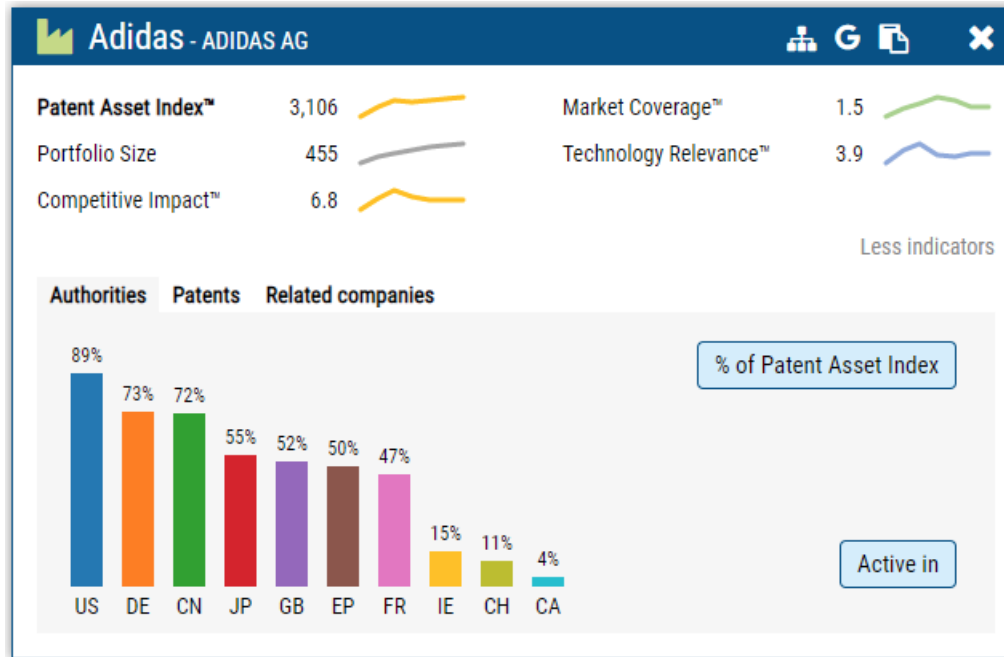 Adidas - ADIDAS AG
G
Patent Asset Index™ 3,106
Market Coverage™ 1.5
Portfolio Size 455
Technology Relevance™ 3.9
Competitive Impact™ 6.8
Less indicators
Authorities Patents Related companies
% of Patent Asset Index
89%
73% 72%
55% 52% 50% 47%
15% 11% 4%
Active in
US DE CN JP GB EP FR IE CH CA